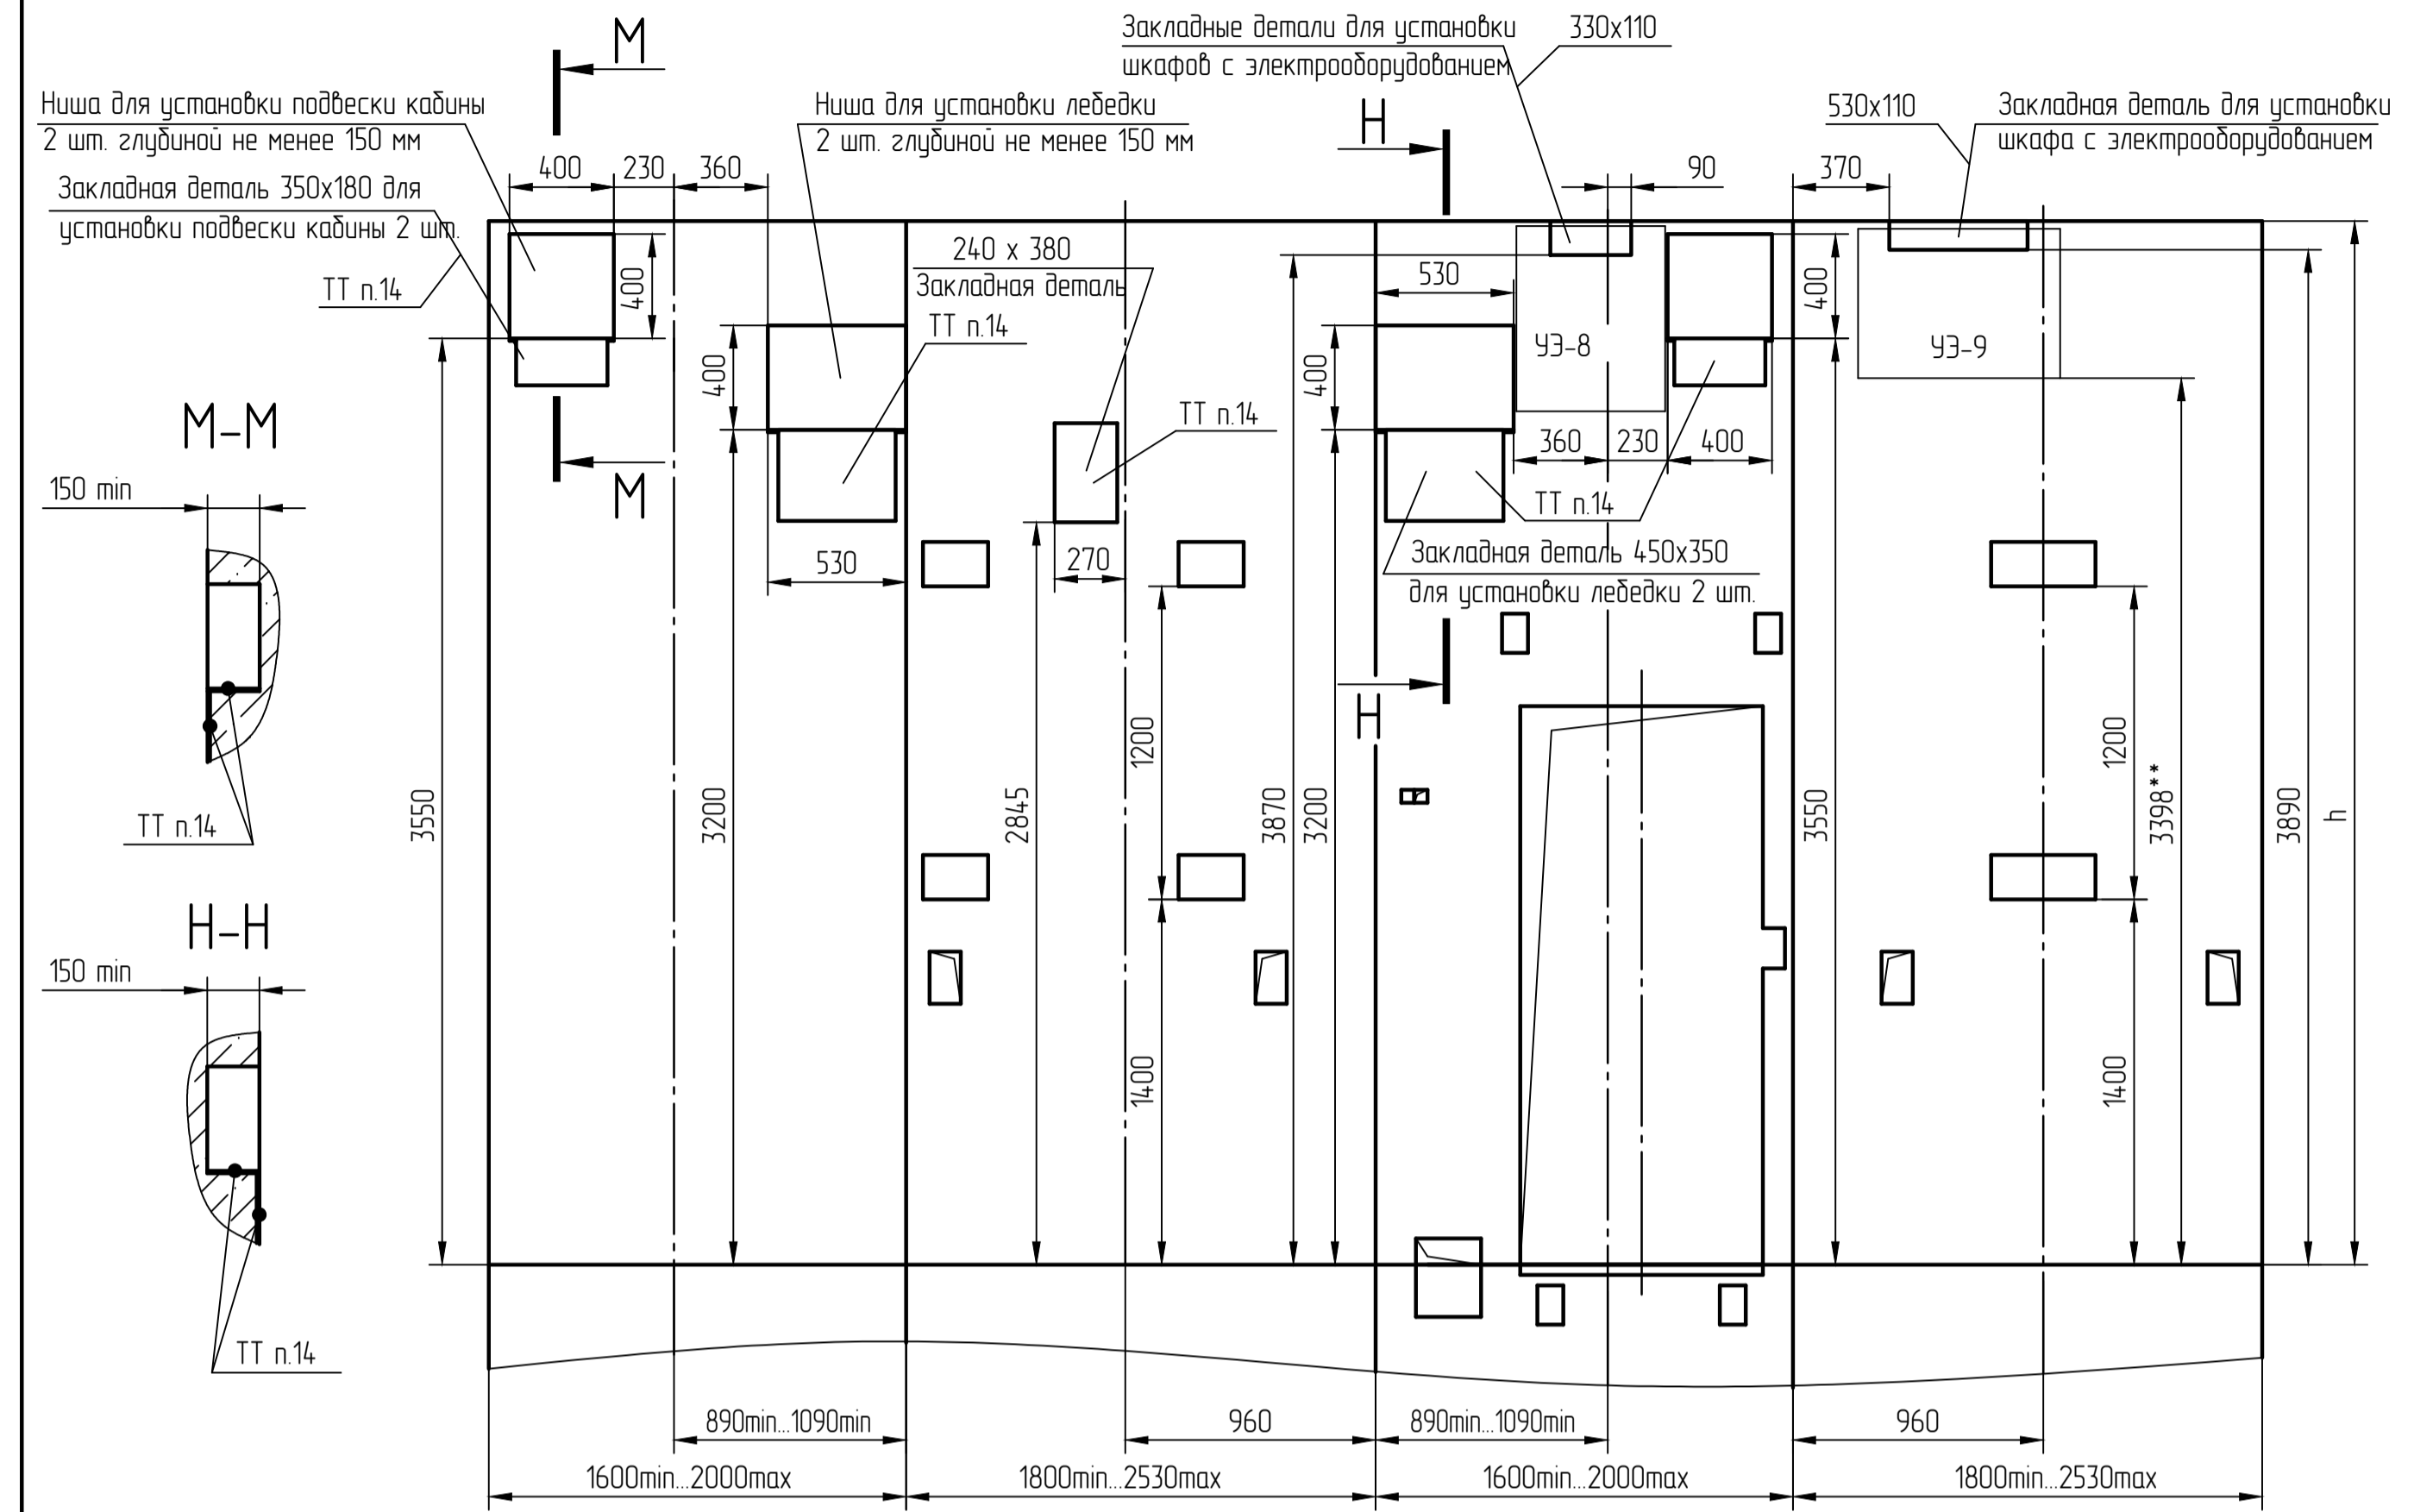 М
Закладные детали для установки
шкафов с электрооборудованием
330х110
Ниша для установки подвески кабины
2 шт. глубиной не менее 150 мм
Ниша для установки лебедки
2 шт. глубиной не менее 150 мм
Н
530х110
Закладная деталь для установки
шкафа с электрооборудованием
400
230
360
90
370
Закладная деталь 350х180 для
установки подвески кабины 2 шт.
ТТ п.14
400
240 х 380
Закладная деталь
ТТ п.14
530
400
УЭ-8
УЭ-9
400
400
М-М
ТТ п.14
360
230
400
150 min
М
ТТ п.14
530
270
Закладная деталь 450х350
для установки лебедки 2 шт.
Н
1200
1200
3550
3200
2845
3870
3200
3550
3398**
3890
h
ТТ п.14
Н-Н
150 min
1400
1400
ТТ п.14
890min...1090min
960
890min...1090min
960
1600min...2000max
1800min...2530max
1600min...2000max
1800min...2530max